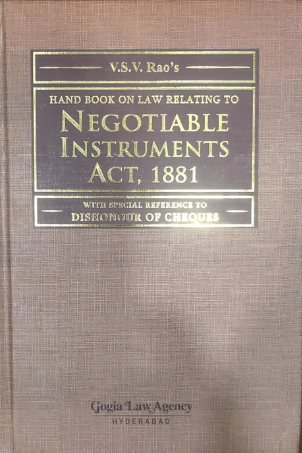 V.S.V. Rao's
HAND BOOK ON LAW RELATING TO
NEGOTIABLE
INSTRUMENTS
ACT, 1881
WITH SPECIAL REFERENCE TO
DISHONOUR OF CHEQUES
Gogia Law Agency
HYDERABAD